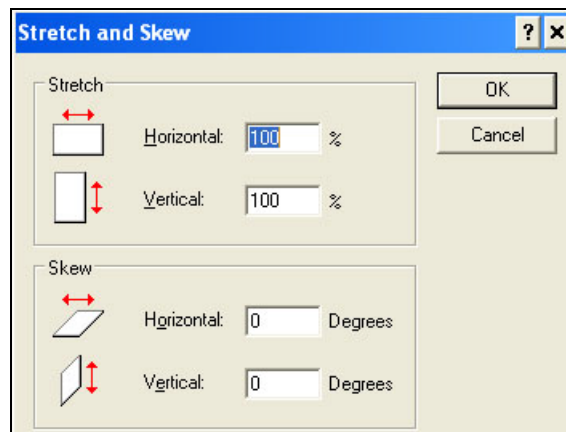 Stretch and Skew
Stretch
Horizontal: 100 %
Vertical: 100 %
OK
Cancel
Skew
Horizontal: 0 Degrees
Vertical: 0 Degrees